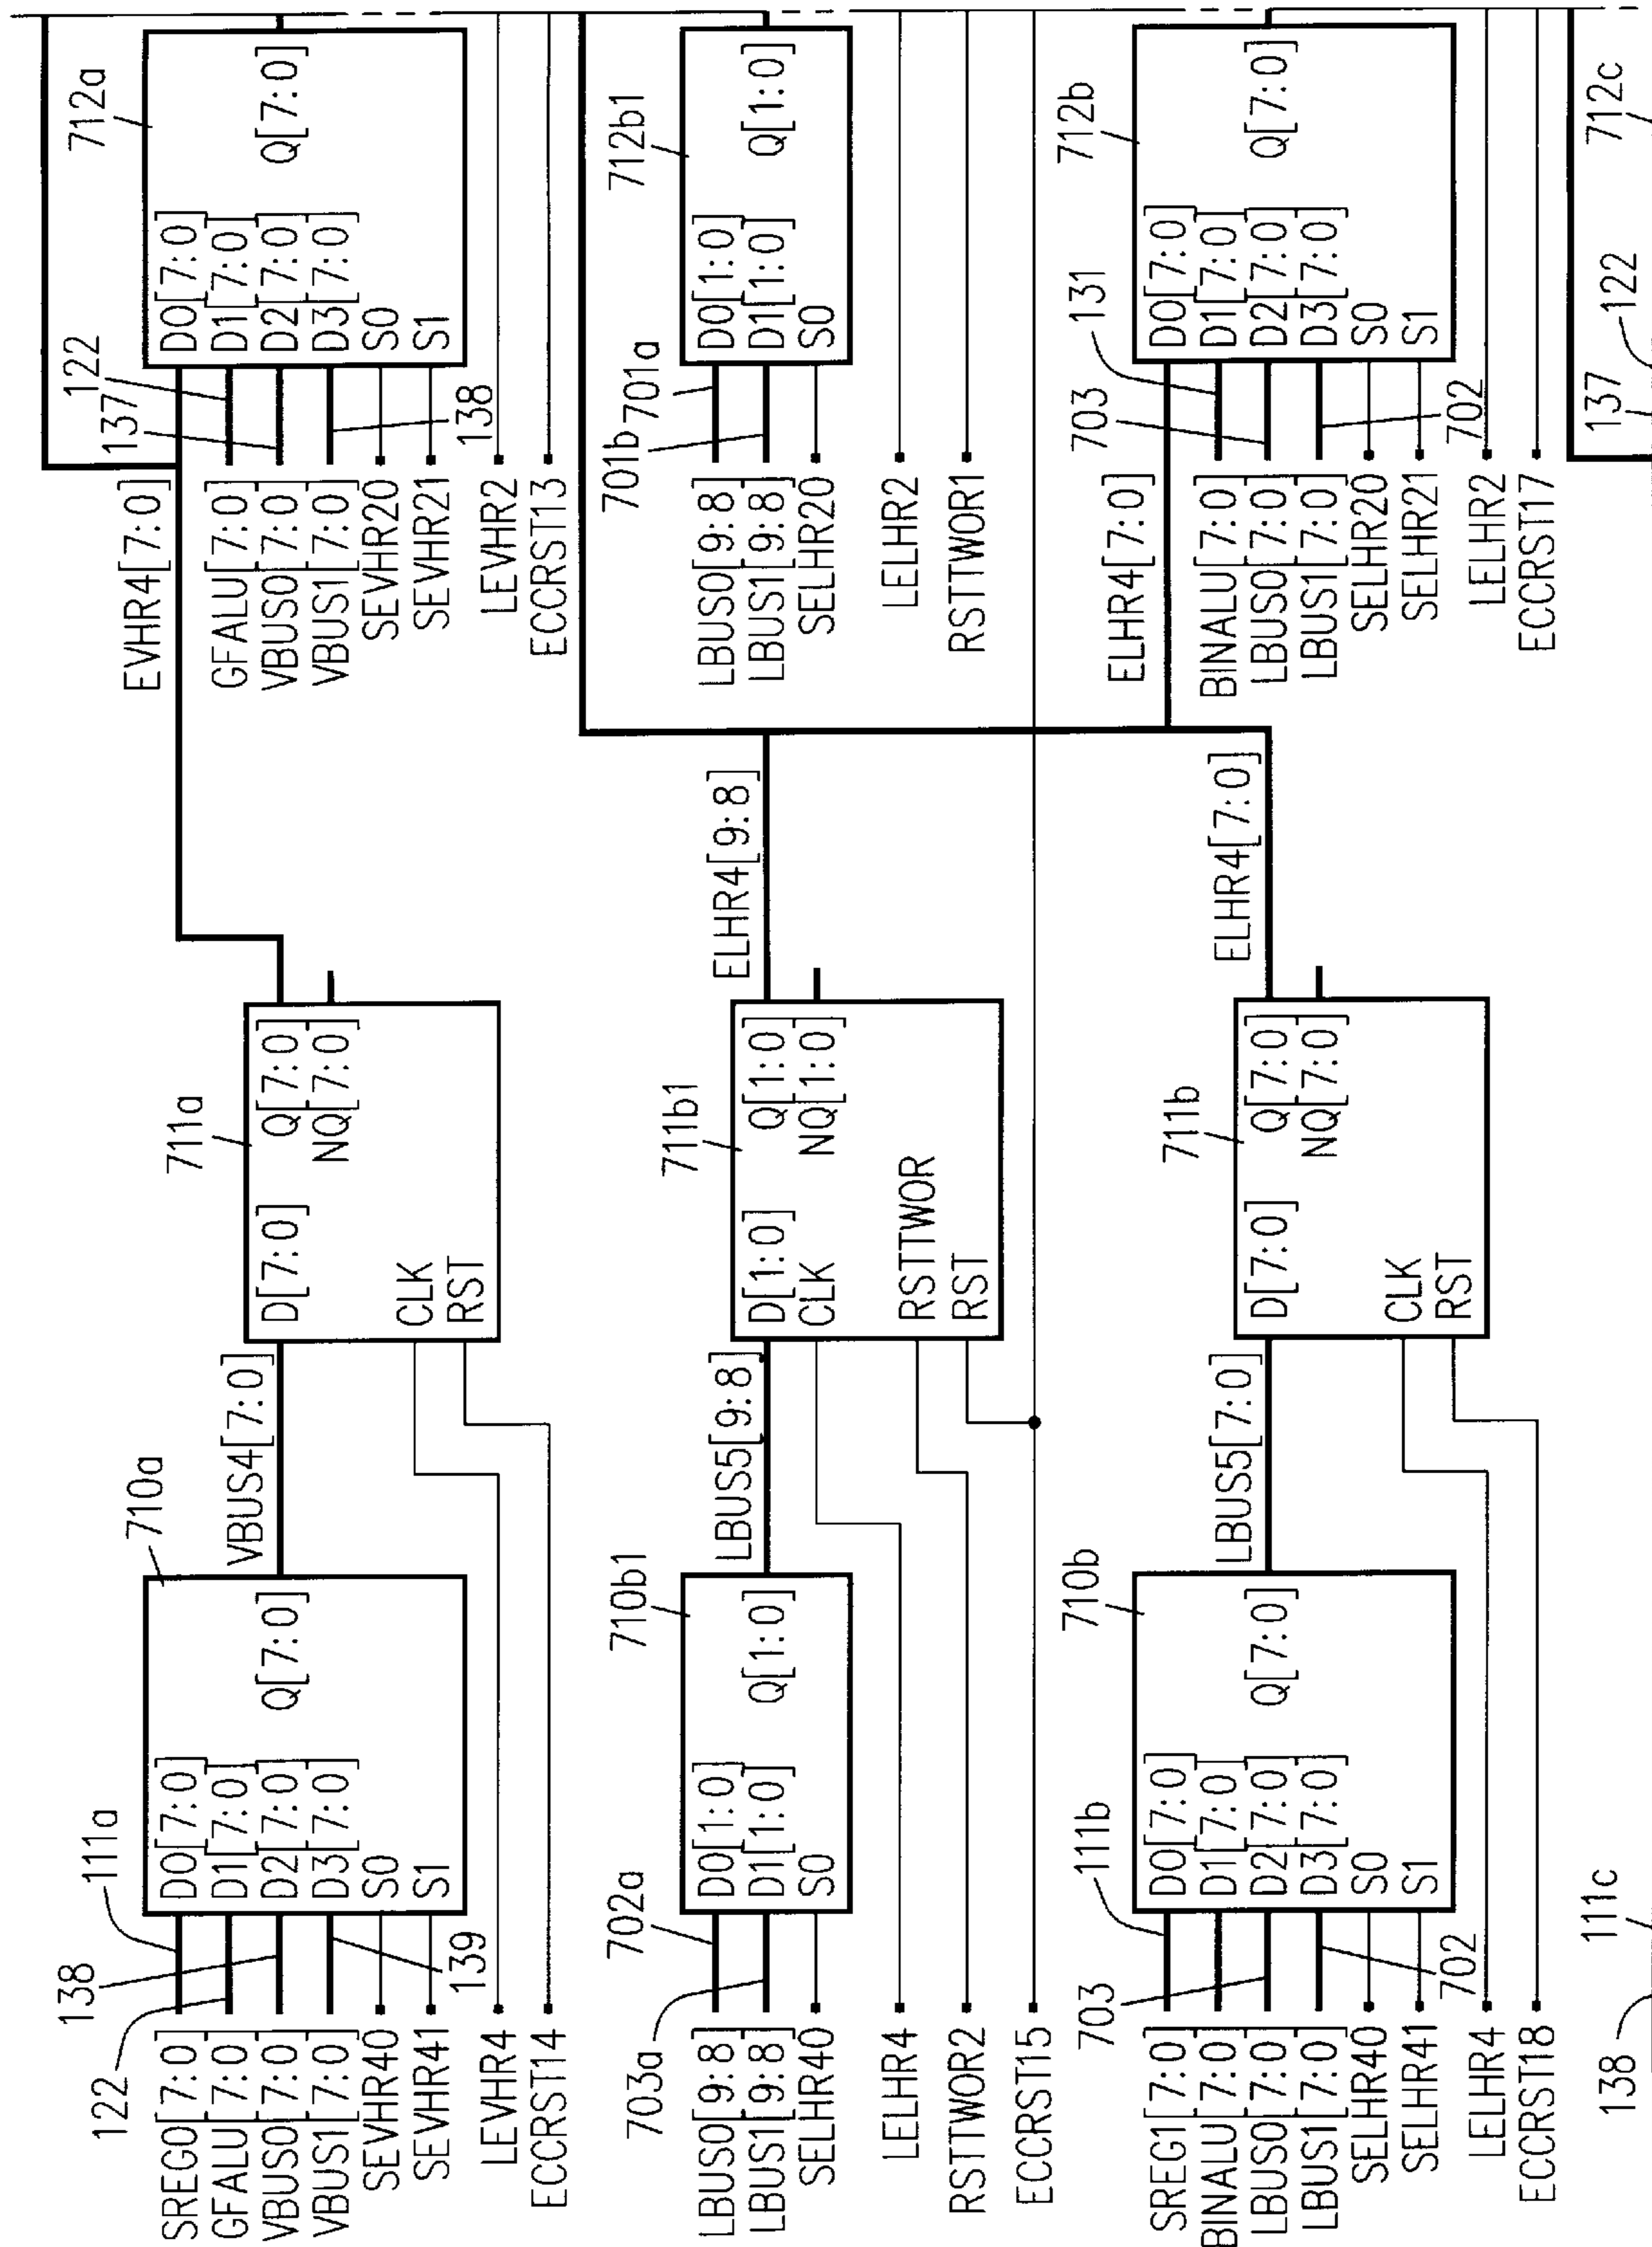 SREG0[7:0]
GFALU[7:0]
VBUS0[7:0]
VBUS1[7:0]
SEVHR40
SEVHR41
LEVHR4
ECCRST14
122
138
111a
139
D0[7:0]
D1[7:0]
D2[7:0]
D3[7:0]
S0
S1
Q[7:0]
710a
VBUS4[7:0]
D[7:0]
CLK
RST
Q[7:0]
NQ[7:0]
711a
EVHR4[7:0]
GFALU[7:0]
VBUS0[7:0]
VBUS1[7:0]
SEVHR20
SEVHR21
LEVHR2
ECCRST13
137
122
138
D0[7:0]
D1[7:0]
D2[7:0]
D3[7:0]
S0
S1
Q[7:0]
712a
LBUS0[9:8]
LBUS1[9:8]
SELHR40
LELHR4
RSTTWOR2
ECCRST15
703a
702a
D0[1:0]
D1[1:0]
S0
Q[1:0]
710b1
LBUS5[9:8]
D[1:0]
CLK
RSTTWOR
RST
Q[1:0]
NQ[1:0]
711b1
ELHR4[9:8]
LBUS0[9:8]
LBUS1[9:8]
SELHR20
LELHR2
RSTTWOR1
701b
701a
D0[1:0]
D1[1:0]
S0
Q[1:0]
712b1
SREG1[7:0]
BINALU[7:0]
LBUS0[7:0]
LBUS1[7:0]
SELHR40
SELHR41
LELHR4
ECCRST18
703
111b
702
D0[7:0]
D1[7:0]
D2[7:0]
D3[7:0]
S0
S1
Q[7:0]
710b
LBUS5[7:0]
D[7:0]
CLK
RST
Q[7:0]
NQ[7:0]
711b
ELHR4[7:0]
ELHR4[7:0]
BINALU[7:0]
LBUS0[7:0]
LBUS1[7:0]
SELHR20
SELHR21
LELHR2
ECCRST17
703
131
702
D0[7:0]
D1[7:0]
D2[7:0]
D3[7:0]
S0
S1
Q[7:0]
712b
138
111c
137
122
712c